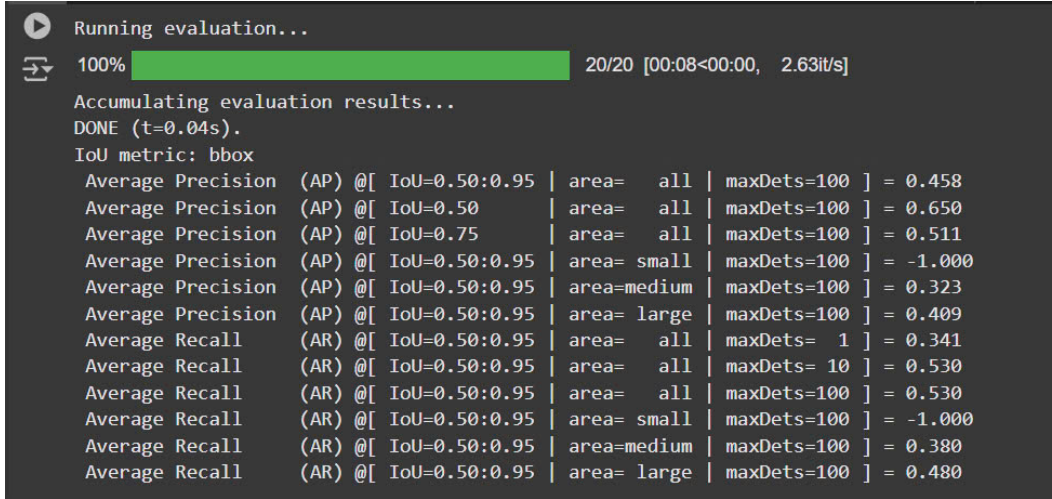 Running evaluation...
100% 20/20 [00:08<00:00, 2.63it/s]
Accumulating evaluation results...
DONE (t=0.04s).
IoU metric: bbox
Average Precision  (AP) @[ IoU=0.50:0.95 | area=   all | maxDets=100 ] = 0.458
Average Precision  (AP) @[ IoU=0.50      | area=   all | maxDets=100 ] = 0.650
Average Precision  (AP) @[ IoU=0.75      | area=   all | maxDets=100 ] = 0.511
Average Precision  (AP) @[ IoU=0.50:0.95 | area= small | maxDets=100 ] = -1.000
Average Precision  (AP) @[ IoU=0.50:0.95 | area=medium | maxDets=100 ] = 0.323
Average Precision  (AP) @[ IoU=0.50:0.95 | area= large | maxDets=100 ] = 0.409
Average Recall     (AR) @[ IoU=0.50:0.95 | area=   all | maxDets=  1 ] = 0.341
Average Recall     (AR) @[ IoU=0.50:0.95 | area=   all | maxDets= 10 ] = 0.530
Average Recall     (AR) @[ IoU=0.50:0.95 | area=   all | maxDets=100 ] = 0.530
Average Recall     (AR) @[ IoU=0.50:0.95 | area= small | maxDets=100 ] = -1.000
Average Recall     (AR) @[ IoU=0.50:0.95 | area=medium | maxDets=100 ] = 0.380
Average Recall     (AR) @[ IoU=0.50:0.95 | area= large | maxDets=100 ] = 0.480